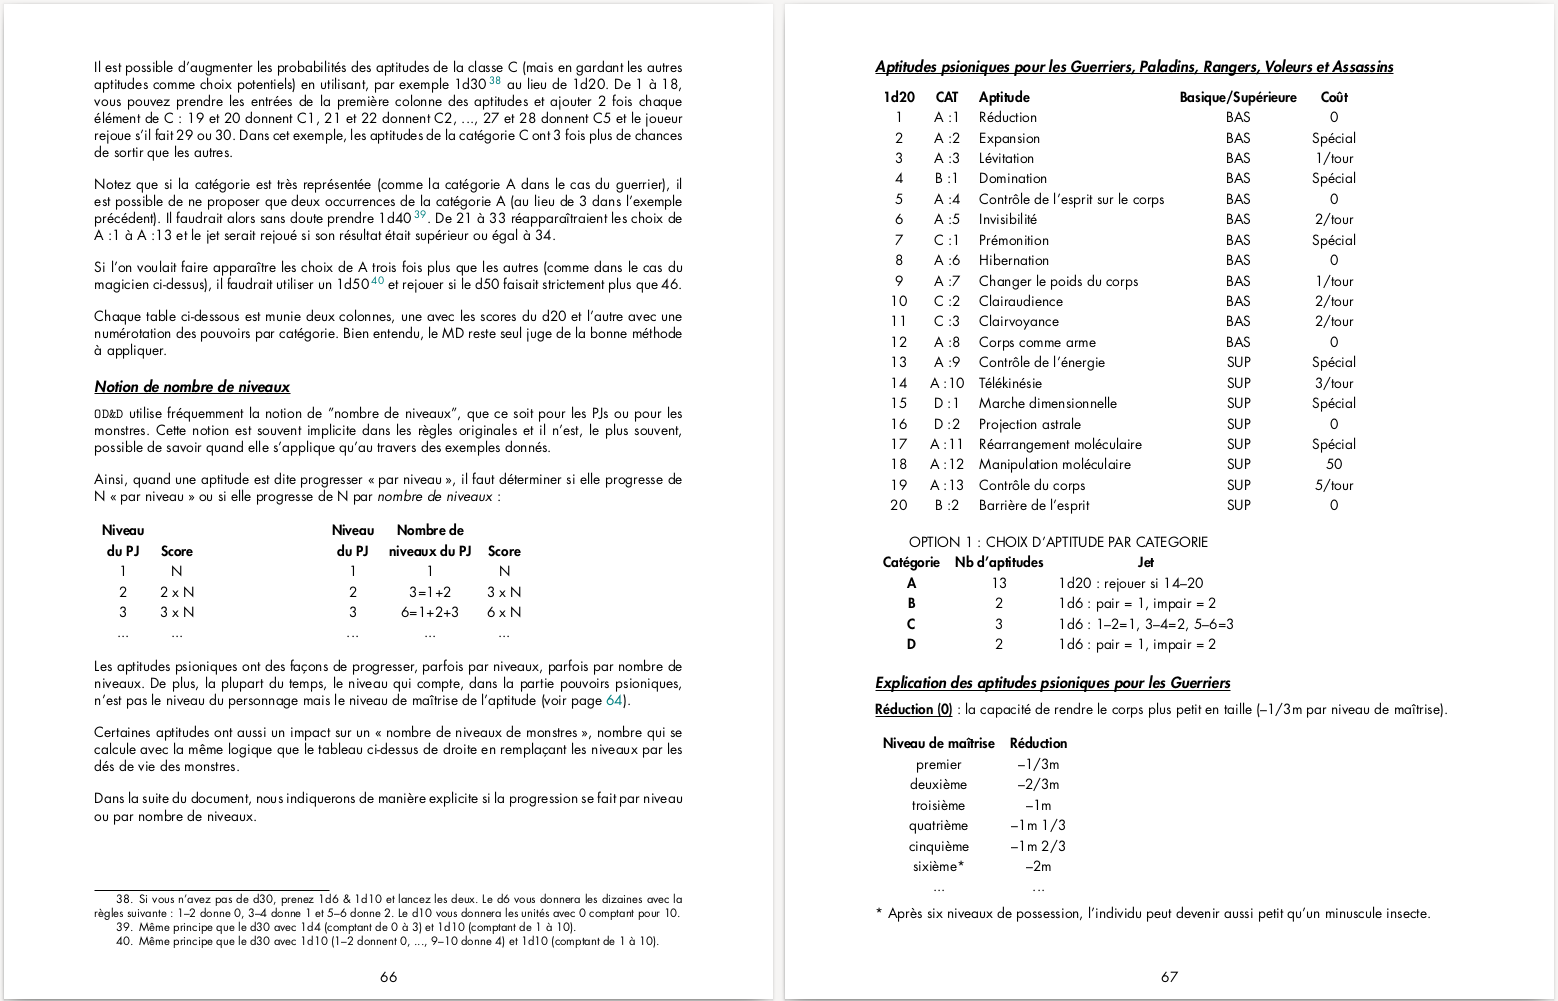 Il est possible d'augmenter les probabilités des aptitudes de la classe C (mais en gardant les autres
aptitudes comme choix potentiels) en utilisant, par exemple 1d30 38 au lieu de 1d20. De 1 à 18,
vous pouvez prendre les entrées de la première colonne des aptitudes et ajouter 2 fois chaque
élément de C : 19 et 20 donnent C1, 21 et 22 donnent C2, ..., 27 et 28 donnent C5 et le joueur
rejoue s'il fait 29 ou 30. Dans cet exemple, les aptitudes de la catégorie C ont 3 fois plus de chances
de sortir que les autres.
Notez que si la catégorie est très représentée (comme la catégorie A dans le cas du guerrier), il
est possible de ne proposer que deux occurrences de la catégorie A (au lieu de 3 dans l'exemple
précédent). Il faudrait alors sans doute prendre 1d40 39. De 21 à 33 réapparaîtraient les choix de
A :1 à A :13 et le jet serait rejoué si son résultat était supérieur ou égal à 34.
Si l'on voulait faire apparaître les choix de A trois fois plus que les autres (comme dans le cas du
magicien ci-dessus), il faudrait utiliser un 1d50 40 et rejouer si le d50 faisait strictement plus que 46.
Chaque table ci-dessous est munie deux colonnes, une avec les scores du d20 et l'autre avec une
numérotation des pouvoirs par catégorie. Bien entendu, le MD reste seul juge de la bonne méthode
à appliquer.
Notion de nombre de niveaux
OD&D utilise fréquemment la notion de "nombre de niveaux", que ce soit pour les PJs ou pour les
monstres. Cette notion est souvent implicite dans les règles originales et il n'est, le plus souvent,
possible de savoir quand elle s'applique qu'au travers des exemples donnés.
Ainsi, quand une aptitude est dite progresser « par niveau », il faut déterminer si elle progresse de
N « par niveau » ou si elle progresse de N par nombre de niveaux :
Niveau Niveau Nombre de
du PJ Score du PJ niveaux du PJ Score
1 N 1 1 N
2 2 x N 2 3=1+2 3 x N
3 3 x N 3 6=1+2+3 6 x N
... ... ... ... ...
Les aptitudes psioniques ont des façons de progresser, parfois par niveaux, parfois par nombre de
niveaux. De plus, la plupart du temps, le niveau qui compte, dans la partie pouvoirs psioniques,
n'est pas le niveau du personnage mais le niveau de maîtrise de l'aptitude (voir page 64).
Certaines aptitudes ont aussi un impact sur un « nombre de niveaux de monstres », nombre qui se
calcule avec la même logique que le tableau ci-dessus de droite en remplaçant les niveaux par les
dés de vie des monstres.
Dans la suite du document, nous indiquerons de manière explicite si la progression se fait par niveau
ou par nombre de niveaux.
38. Si vous n'avez pas de d30, prenez 1d6 & 1d10 et lancez les deux. Le d6 vous donnera les dizaines avec la
règles suivante : 1–2 donne 0, 3–4 donne 1 et 5–6 donne 2. Le d10 vous donnera les unités avec 0 comptant pour 10.
39. Même principe que le d30 avec 1d4 (comptant de 0 à 3) et 1d10 (comptant de 1 à 10).
40. Même principe que le d30 avec 1d10 (1–2 donnent 0, ..., 9–10 donne 4) et 1d10 (comptant de 1 à 10).
66
Aptitudes psioniques pour les Guerriers, Paladins, Rangers, Voleurs et Assassins
1d20 CAT Aptitude Basique/Supérieure Coût
1 A :1 Réduction BAS 0
2 A :2 Expansion BAS Spécial
3 A :3 Lévitation BAS 1/tour
4 B :1 Domination BAS Spécial
5 A :4 Contrôle de l'esprit sur le corps BAS 0
6 A :5 Invisibilité BAS 2/tour
7 C :1 Prémonition BAS Spécial
8 A :6 Hibernation BAS 0
9 A :7 Changer le poids du corps BAS 1/tour
10 C :2 Clairaudience BAS 2/tour
11 C :3 Clairvoyance BAS 2/tour
12 A :8 Corps comme arme BAS 0
13 A :9 Contrôle de l'énergie SUP Spécial
14 A :10 Télékinésie SUP 3/tour
15 D :1 Marche dimensionnelle SUP Spécial
16 D :2 Projection astrale SUP 0
17 A :11 Réarrangement moléculaire SUP Spécial
18 A :12 Manipulation moléculaire SUP 50
19 A :13 Contrôle du corps SUP 5/tour
20 B :2 Barrière de l'esprit SUP 0
OPTION 1 : CHOIX D'APTITUDE PAR CATEGORIE
Catégorie Nb d'aptitudes Jet
A 13 1d20 : rejouer si 14–20
B 2 1d6 : pair = 1, impair = 2
C 3 1d6 : 1–2=1, 3–4=2, 5–6=3
D 2 1d6 : pair = 1, impair = 2
Explication des aptitudes psioniques pour les Guerriers
Réduction (0) : la capacité de rendre le corps plus petit en taille (–1/3m par niveau de maîtrise).
Niveau de maîtrise Réduction
premier –1/3m
deuxième –2/3m
troisième –1m
quatrième –1m 1/3
cinquième –1m 2/3
sixième* –2m
... ...
* Après six niveaux de possession, l'individu peut devenir aussi petit qu'un minuscule insecte.
67